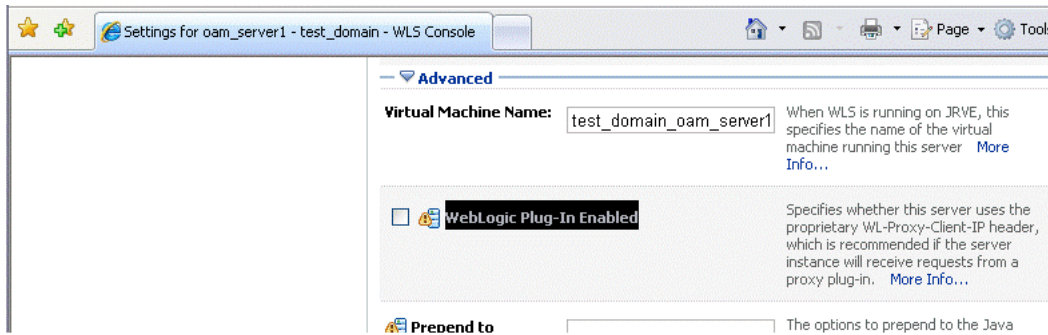 Settings for oam_server1 - test_domain - WLS Console
Page
Tools
Advanced
Virtual Machine Name:
test_domain_oam_server1
When WLS is running on JRVE, this
specifies the name of the virtual
machine running this server More
Info...
WebLogic Plug-In Enabled
Specifies whether this server uses the
proprietary WL-Proxy-Client-IP header,
which is recommended if the server
instance will receive requests from a
proxy plug-in. More Info...
Prepend to
The options to prepend to the Java